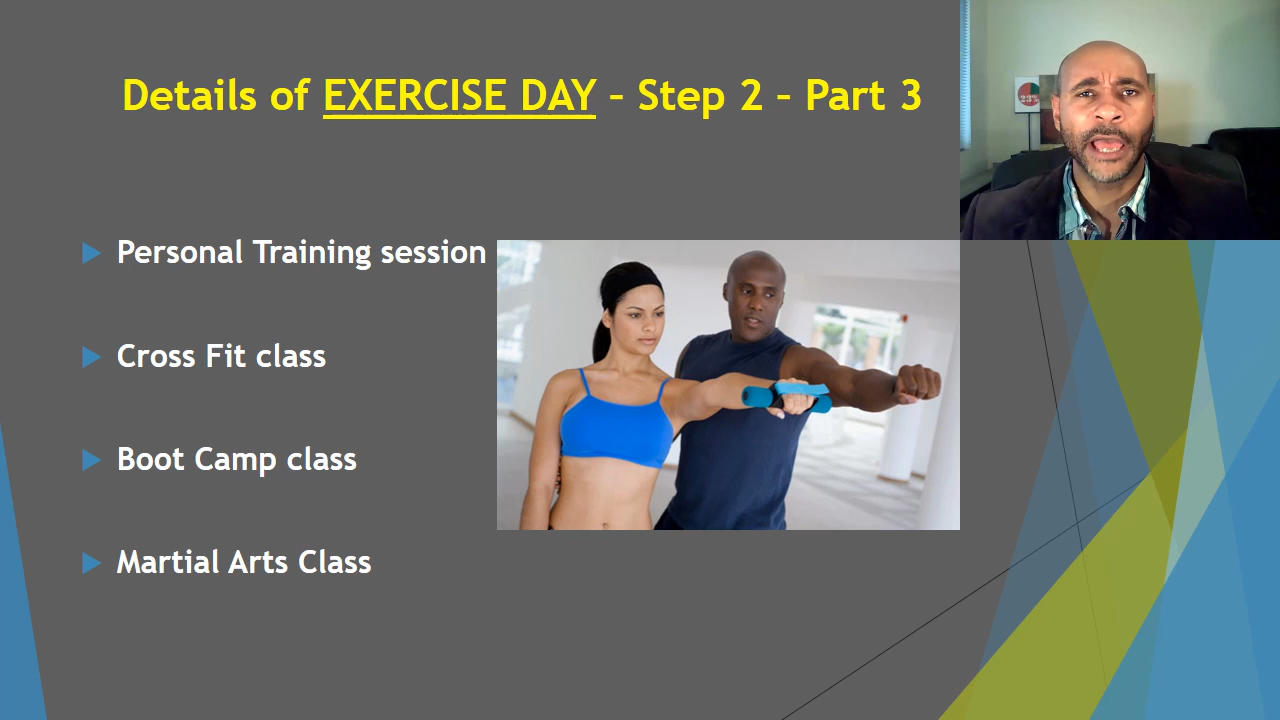 Details of EXERCISE DAY – Step 2 – Part 3
Personal Training session
Cross Fit class
Boot Camp class
Martial Arts Class